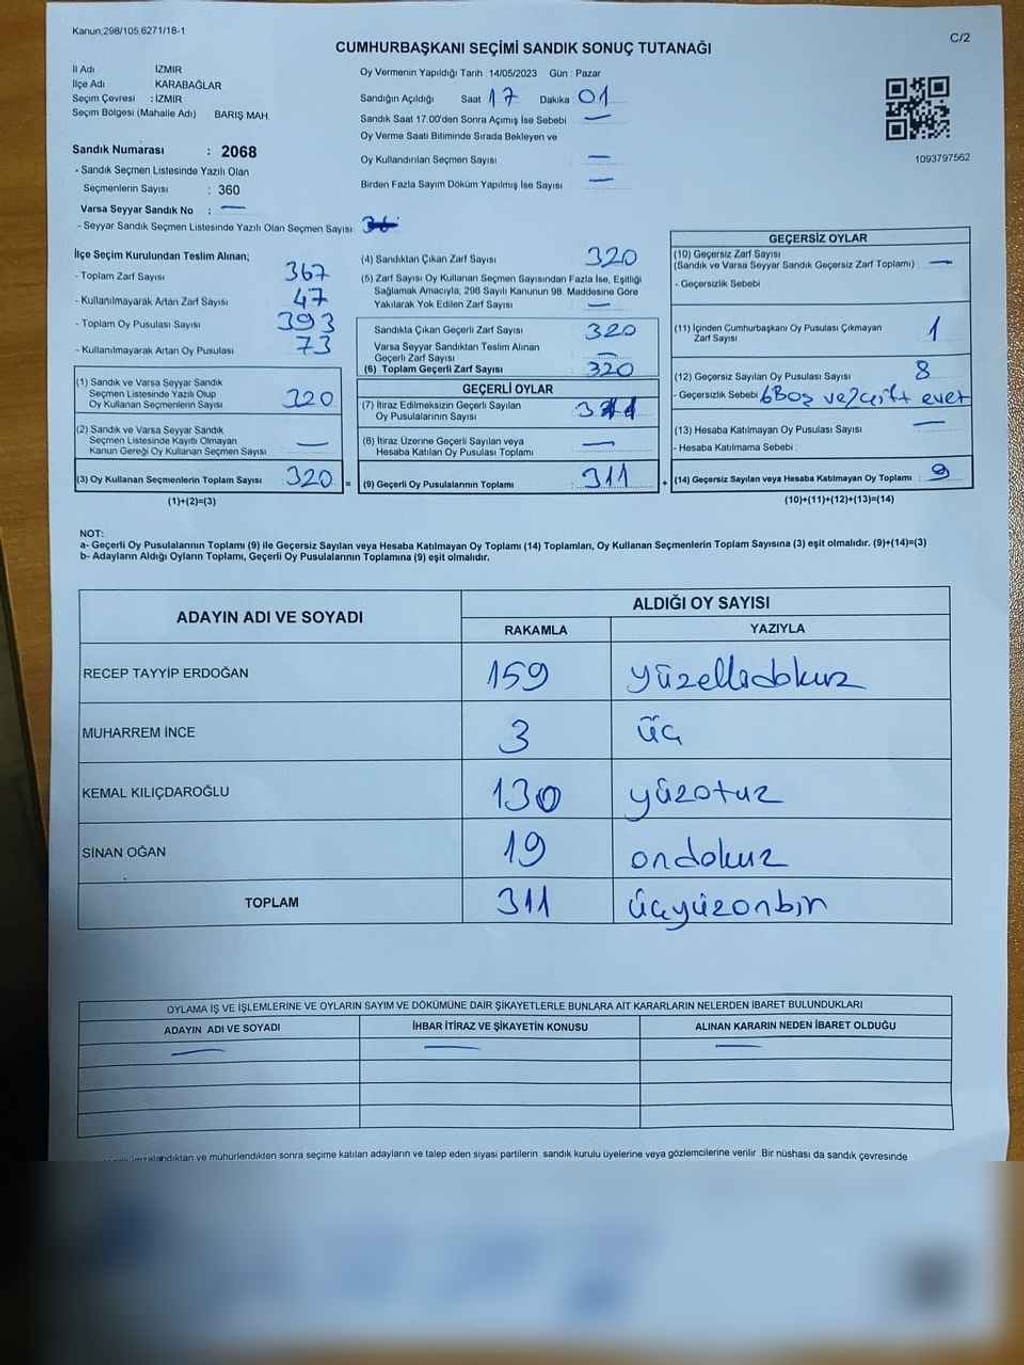 Kanun;298/105,6271/18-1
C/2
CUMHURBAŞKANI SEÇİMİ SANDIK SONUÇ TUTANAĞI
İl Adı İZMİR
İlçe Adı KARABAĞLAR
Seçim Çevresi : İZMİR
Seçim Bölgesi (Mahalle Adı) BARIŞ MAH.
Sandık Numarası : 2068
- Sandık Seçmen Listesinde Yazılı Olan
Seçmenlerin Sayısı : 360
Varsa Seyyar Sandık No : —
- Seyyar Sandık Seçmen Listesinde Yazılı Olan Seçmen Sayısı
Oy Vermenin Yapıldığı Tarih : 14/05/2023 Gün : Pazar
Sandığın Açıldığı Saat 17 Dakika 01
Sandık Saat 17.00'den Sonra Açımış İse Sebebi —
Oy Verme Saati Bitiminde Sırada Bekleyen ve
Oy Kullandırılan Seçmen Sayısı —
Birden Fazla Sayım Döküm Yapılmış İse Sayısı —
1093797562
İlçe Seçim Kurulundan Teslim Alınan;
- Toplam Zarf Sayısı 367
- Kullanılmayarak Artan Zarf Sayısı 47
- Toplam Oy Pusulası Sayısı 393
- Kullanılmayarak Artan Oy Pusulası 73
(1) Sandık ve Varsa Seyyar Sandık
Seçmen Listesinde Yazılı Olup
Oy Kullanan Seçmenlerin Sayısı 320
(2) Sandık ve Varsa Seyyar Sandık
Seçmen Listesinde Kayıtlı Olmayan
Kanun Gereği Oy Kullanan Seçmen Sayısı —
(3) Oy Kullanan Seçmenlerin Toplam Sayısı 320 =
(1)+(2)=(3)
(4) Sandıktan Çıkan Zarf Sayısı 320
(5) Zarf Sayısı Oy Kullanan Seçmen Sayısından Fazla İse, Eşitliği
Sağlamak Amacıyla, 298 Sayılı Kanunun 98. Maddesine Göre
Yakılarak Yok Edilen Zarf Sayısı —
Sandıkta Çıkan Geçerli Zarf Sayısı 320
Varsa Seyyar Sandıktan Teslim Alınan
Geçerli Zarf Sayısı —
(6) Toplam Geçerli Zarf Sayısı 320
GEÇERLİ OYLAR
(7) İtiraz Edilmeksizin Geçerli Sayılan
Oy Pusulalarının Sayısı 311
(8) İtiraz Üzerine Geçerli Sayılan veya
Hesaba Katılan Oy Pusulası Toplamı —
(9) Geçerli Oy Pusulalarının Toplamı 311 +
GEÇERSİZ OYLAR
(10) Geçersiz Zarf Sayısı
(Sandık ve Varsa Seyyar Sandık Geçersiz Zarf Toplamı) —
- Geçersizlik Sebebi
(11) İçinden Cumhurbaşkanı Oy Pusulası Çıkmayan
Zarf Sayısı 1
(12) Geçersiz Sayılan Oy Pusulası Sayısı 8
- Geçersizlik Sebebi 6 Boş ve 2 çift evet
(13) Hesaba Katılmayan Oy Pusulası Sayısı —
- Hesaba Katılmama Sebebi
(14) Geçersiz Sayılan veya Hesaba Katılmayan Oy Toplamı 9
(10)+(11)+(12)+(13)=(14)
NOT:
a- Geçerli Oy Pusulalarının Toplamı (9) ile Geçersiz Sayılan veya Hesaba Katılmayan Oy Toplamı (14) Toplamları, Oy Kullanan Seçmenlerin Toplam Sayısına (3) eşit olmalıdır. (9)+(14)=(3)
b- Adayların Aldığı Oyların Toplamı, Geçerli Oy Pusulalarının Toplamına (9) eşit olmalıdır.
ADAYIN ADI VE SOYADI
ALDIĞI OY SAYISI
RAKAMLA YAZIYLA
RECEP TAYYİP ERDOĞAN 159 yüzellidokuz
MUHARREM İNCE 3 üç
KEMAL KILIÇDAROĞLU 130 yüzotuz
SİNAN OĞAN 19 ondokuz
TOPLAM 311 üçyüzonbir
OYLAMA İŞ VE İŞLEMLERİNE VE OYLARIN SAYIM VE DÖKÜMÜNE DAİR ŞİKAYETLERLE BUNLARA AİT KARARLARIN NELERDEN İBARET BULUNDUKLARI
ADAYIN ADI VE SOYADI İHBAR İTİRAZ VE ŞİKAYETİN KONUSU ALINAN KARARIN NEDEN İBARET OLDUĞU
— — —
ve mühürlendikten sonra seçime katılan adayların ve talep eden siyasi partilerin sandık kurulu üyelerine veya gözlemcilerine verilir. Bir nüshası da sandık çevresinde